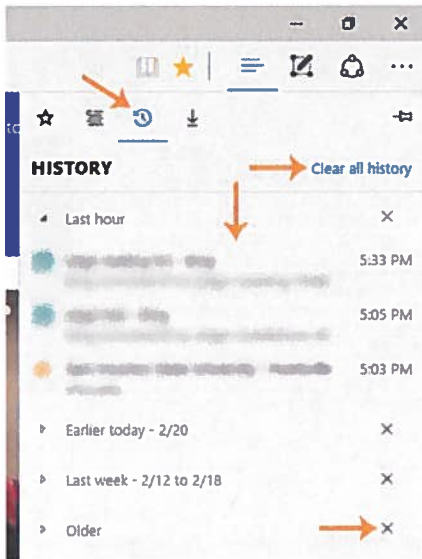 HISTORY Clear all history
Last hour
5:33 PM
5:05 PM
5:03 PM
Earlier today - 2/20
Last week - 2/12 to 2/18
Older